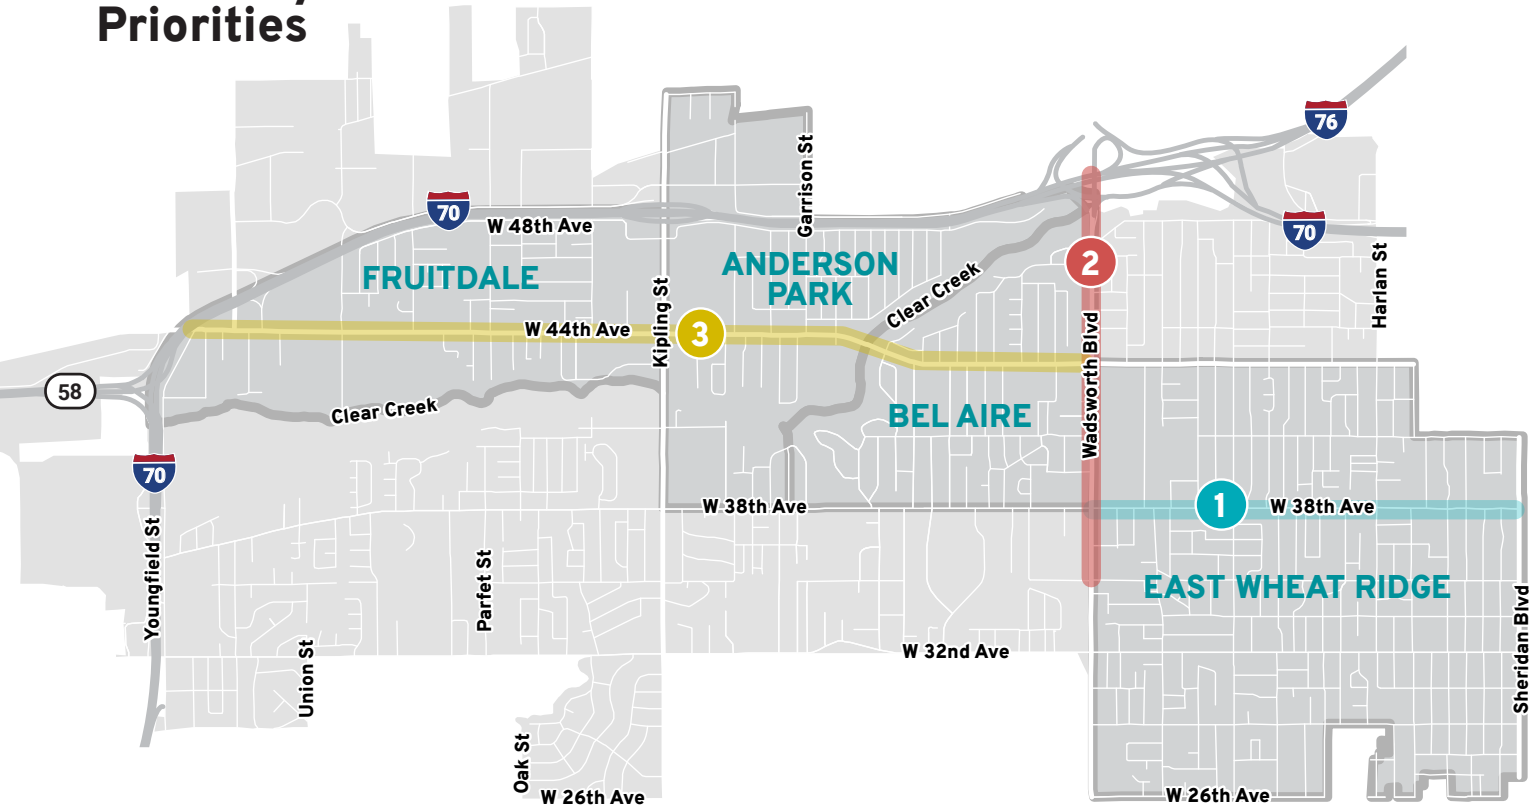 Priorities
76
Garrison St
70
W 48th Ave
70
2
ANDERSON
PARK
FRUITDALE
Harlan St
Clear Creek
Kipling St
W 44th Ave
3
Wadsworth Blvd
58
Clear Creek
BEL AIRE
70
W 38th Ave
1
W 38th Ave
Youngfield St
Parfet St
EAST WHEAT RIDGE
Sheridan Blvd
W 32nd Ave
Union St
Oak St
W 26th Ave
W 26th Ave